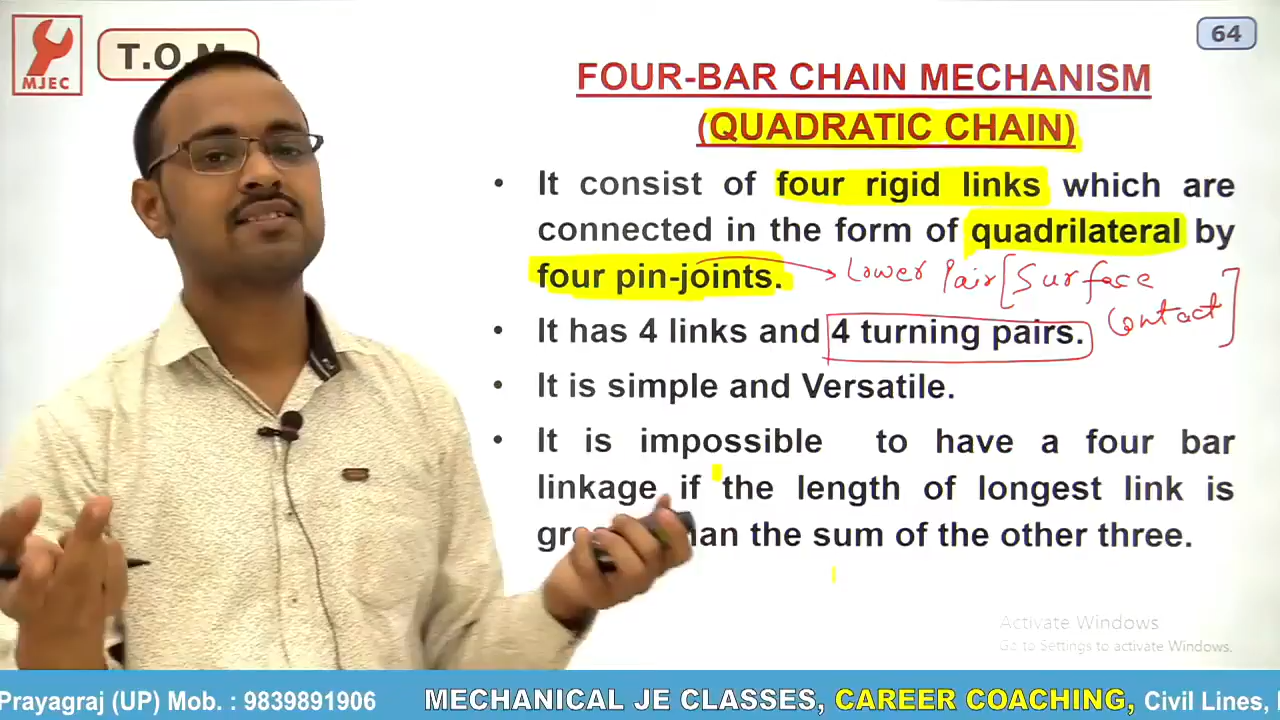 MJEC
T.O.M
64
FOUR-BAR CHAIN MECHANISM
(QUADRATIC CHAIN)
• It consist of four rigid links which are
connected in the form of quadrilateral by
four pin-joints. Lower Pair [Surface
Contact]
• It has 4 links and 4 turning pairs.
• It is simple and Versatile.
• It is impossible to have a four bar
linkage if the length of longest link is
the sum of the other three.
Activate Windows
Go to Settings to activate Windows.
Prayagraj (UP) Mob. : 9839891906 MECHANICAL JE CLASSES, CAREER COACHING, Civil Lines,